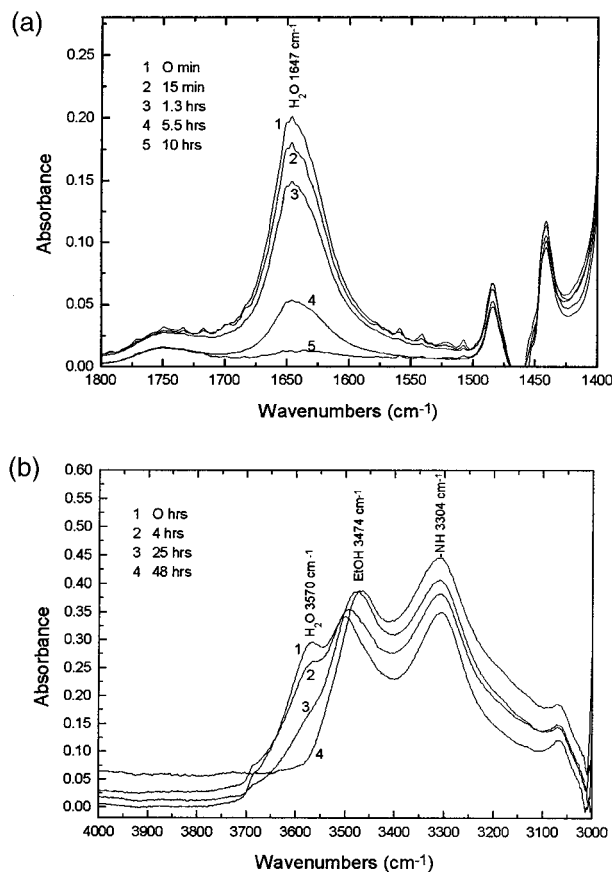 (a)
0.25
0.20
0.15
0.10
0.05
0.00
Absorbance
1 O min
2 15 min
3 1.3 hrs
4 5.5 hrs
5 10 hrs
H2O 1647 cm-1
1
2
3
4
5
1800 1750 1700 1650 1600 1550 1500 1450 1400
Wavenumbers (cm-1)
(b)
0.60
0.55
0.50
0.45
0.40
0.35
0.30
0.25
0.20
0.15
0.10
0.05
0.00
Absorbance
1 O hrs
2 4 hrs
3 25 hrs
4 48 hrs
H2O 3570 cm-1
EtOH 3474 cm-1
-NH 3304 cm-1
1
2
3
4
4000 3900 3800 3700 3600 3500 3400 3300 3200 3100 3000
Wavenumbers (cm-1)